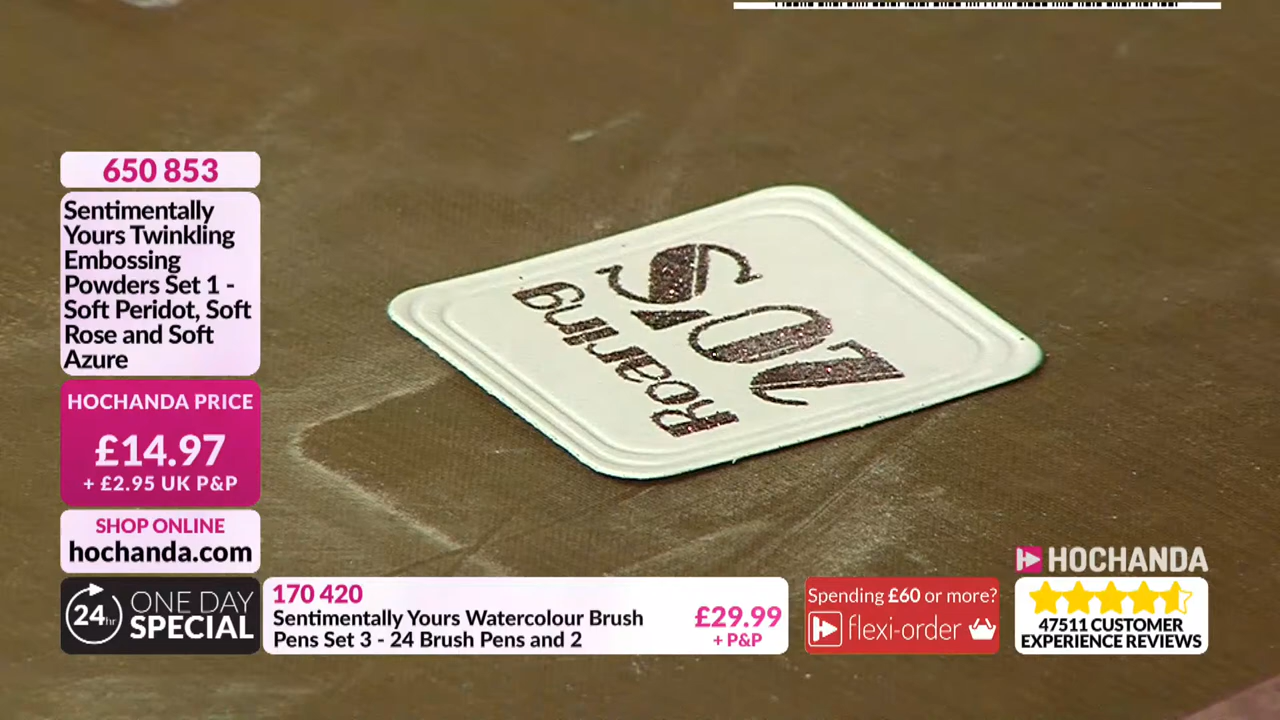 650 853
Sentimentally
Yours Twinkling
Embossing
Powders Set 1 -
Soft Peridot, Soft
Rose and Soft
Azure
HOCHANDA PRICE
£14.97
+ £2.95 UK P&P
SHOP ONLINE
hochanda.com
24hr
ONE DAY
SPECIAL
170 420
Sentimentally Yours Watercolour Brush
Pens Set 3 - 24 Brush Pens and 2
£29.99
+ P&P
Spending £60 or more?
flexi-order
HOCHANDA
47511 CUSTOMER
EXPERIENCE REVIEWS
Roaring
20's